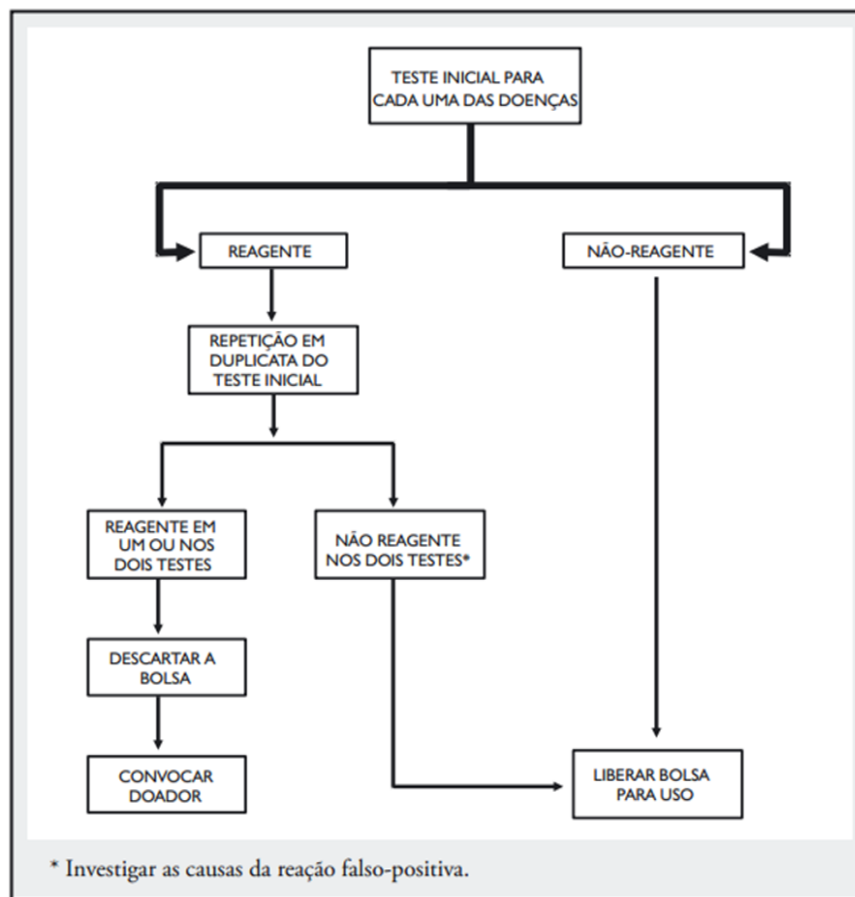 TESTE INICIAL PARA
CADA UMA DAS DOENÇAS
REAGENTE
NÃO-REAGENTE
REPETIÇÃO EM
DUPLICATA DO
TESTE INICIAL
REAGENTE EM
UM OU NOS
DOIS TESTES
NÃO REAGENTE
NOS DOIS TESTES*
DESCARTAR A
BOLSA
CONVOCAR
DOADOR
LIBERAR BOLSA
PARA USO
* Investigar as causas da reação falso-positiva.